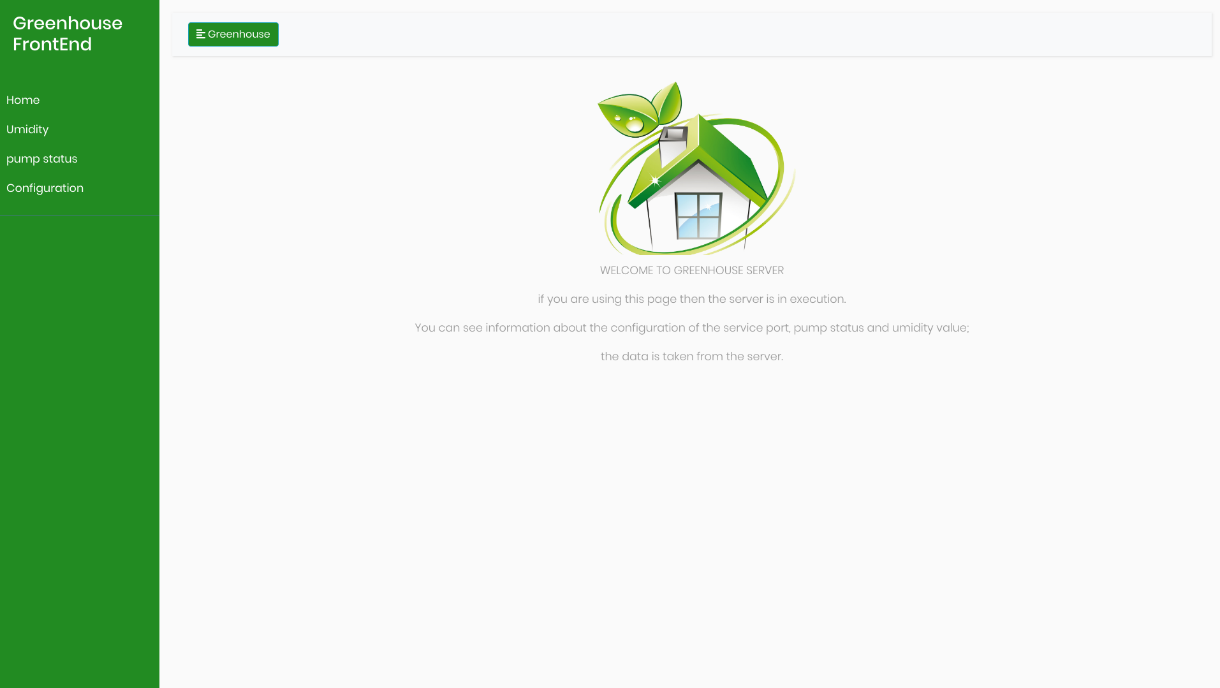 Greenhouse
FrontEnd
Home
Umidity
pump status
Configuration
Greenhouse
WELCOME TO GREENHOUSE SERVER
if you are using this page then the server is in execution.
You can see information about the configuration of the service port, pump status and umidity value;
the data is taken from the server.